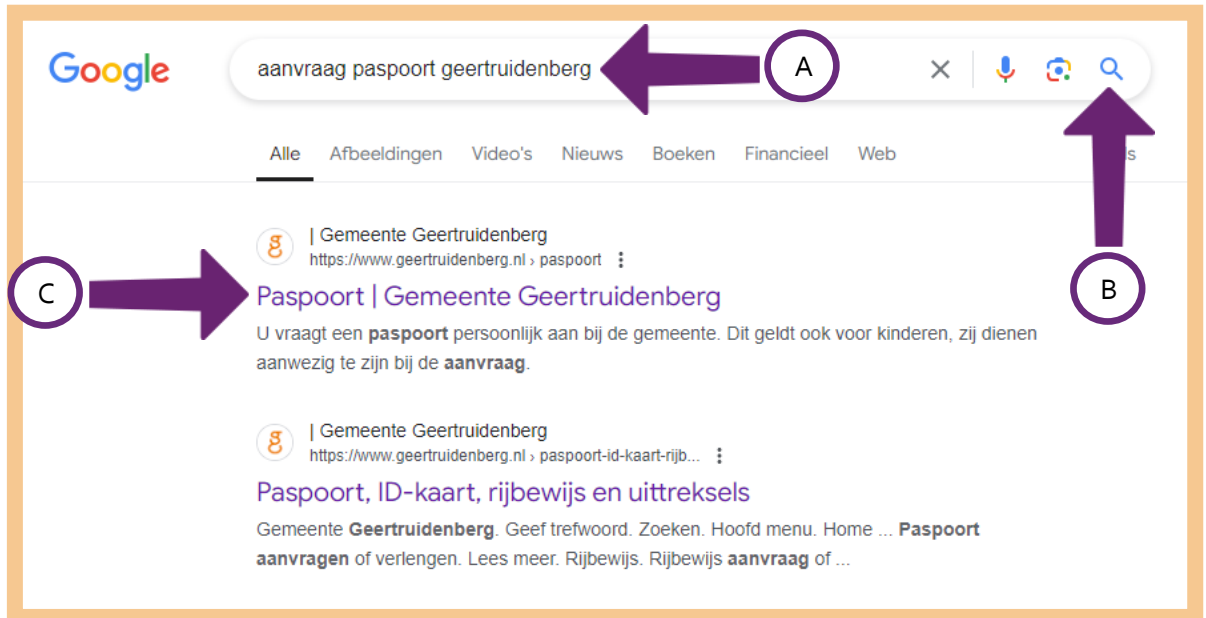 Google
aanvraag paspoort geertruidenberg
A
Alle Afbeeldingen Video's Nieuws Boeken Financieel Web
B
| Gemeente Geertruidenberg
https://www.geertruidenberg.nl › paspoort
C
Paspoort | Gemeente Geertruidenberg
U vraagt een paspoort persoonlijk aan bij de gemeente. Dit geldt ook voor kinderen, zij dienen
aanwezig te zijn bij de aanvraag.
| Gemeente Geertruidenberg
https://www.geertruidenberg.nl › paspoort-id-kaart-rijb...
Paspoort, ID-kaart, rijbewijs en uittreksels
Gemeente Geertruidenberg. Geef trefwoord. Zoeken. Hoofd menu. Home ... Paspoort
aanvragen of verlengen. Lees meer. Rijbewijs. Rijbewijs aanvraag of ...